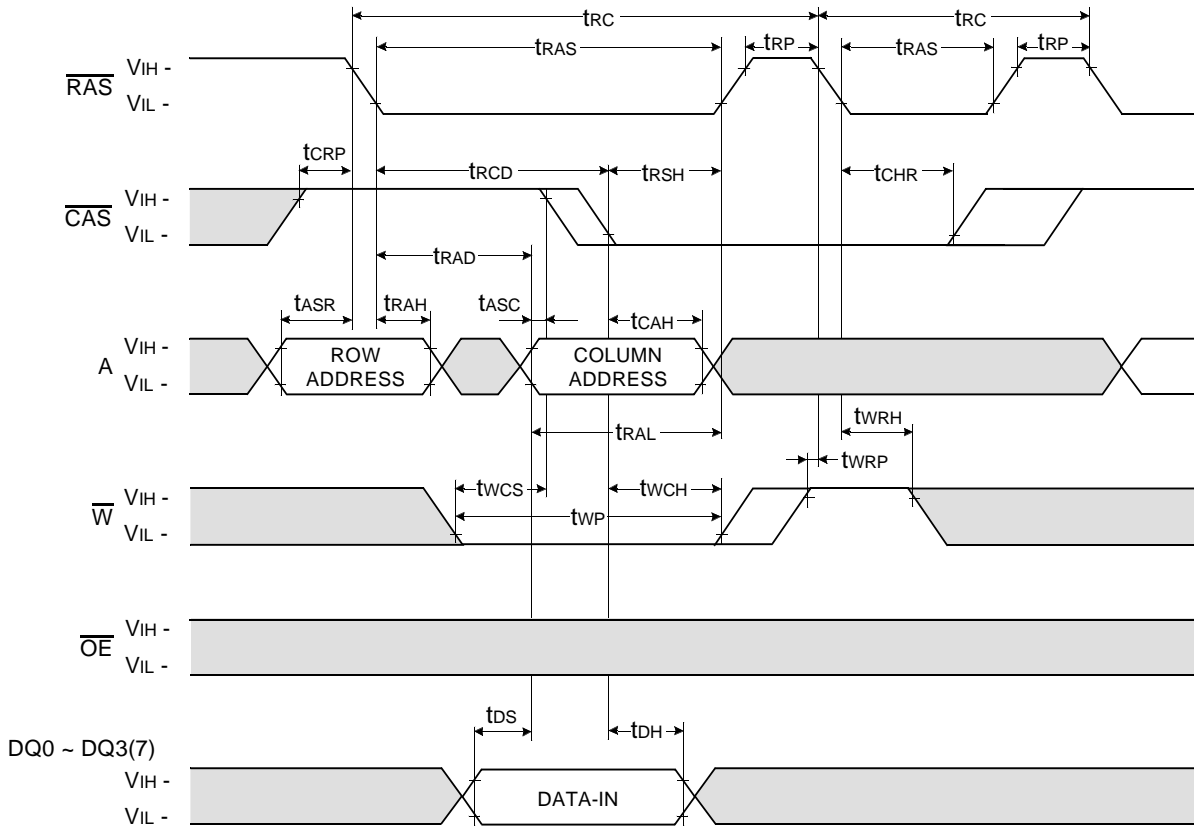 tRC tRC
tRAS tRP tRAS tRP
RAS VIH -
VIL -
tCRP tRCD tRSH tCHR
CAS VIH -
VIL -
tRAD
tASR tRAH tASC tCAH
A VIH -
VIL -
ROW
ADDRESS
COLUMN
ADDRESS
tRAL tWRH
tWRP
W VIH -
VIL -
tWCS tWCH
tWP
OE VIH -
VIL -
tDS tDH
DQ0 ~ DQ3(7)
VIH -
VIL -
DATA-IN